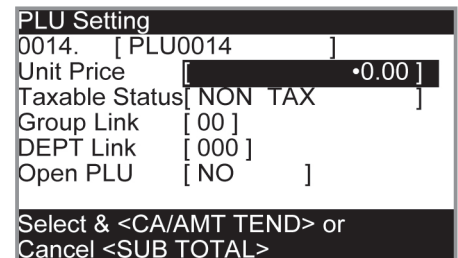 PLU Setting
0014. [ PLU0014 ]
Unit Price [ •0.00 ]
Taxable Status[ NON TAX ]
Group Link [ 00 ]
DEPT Link [ 000 ]
Open PLU [ NO ]
Select & <CA/AMT TEND> or
Cancel <SUB TOTAL>